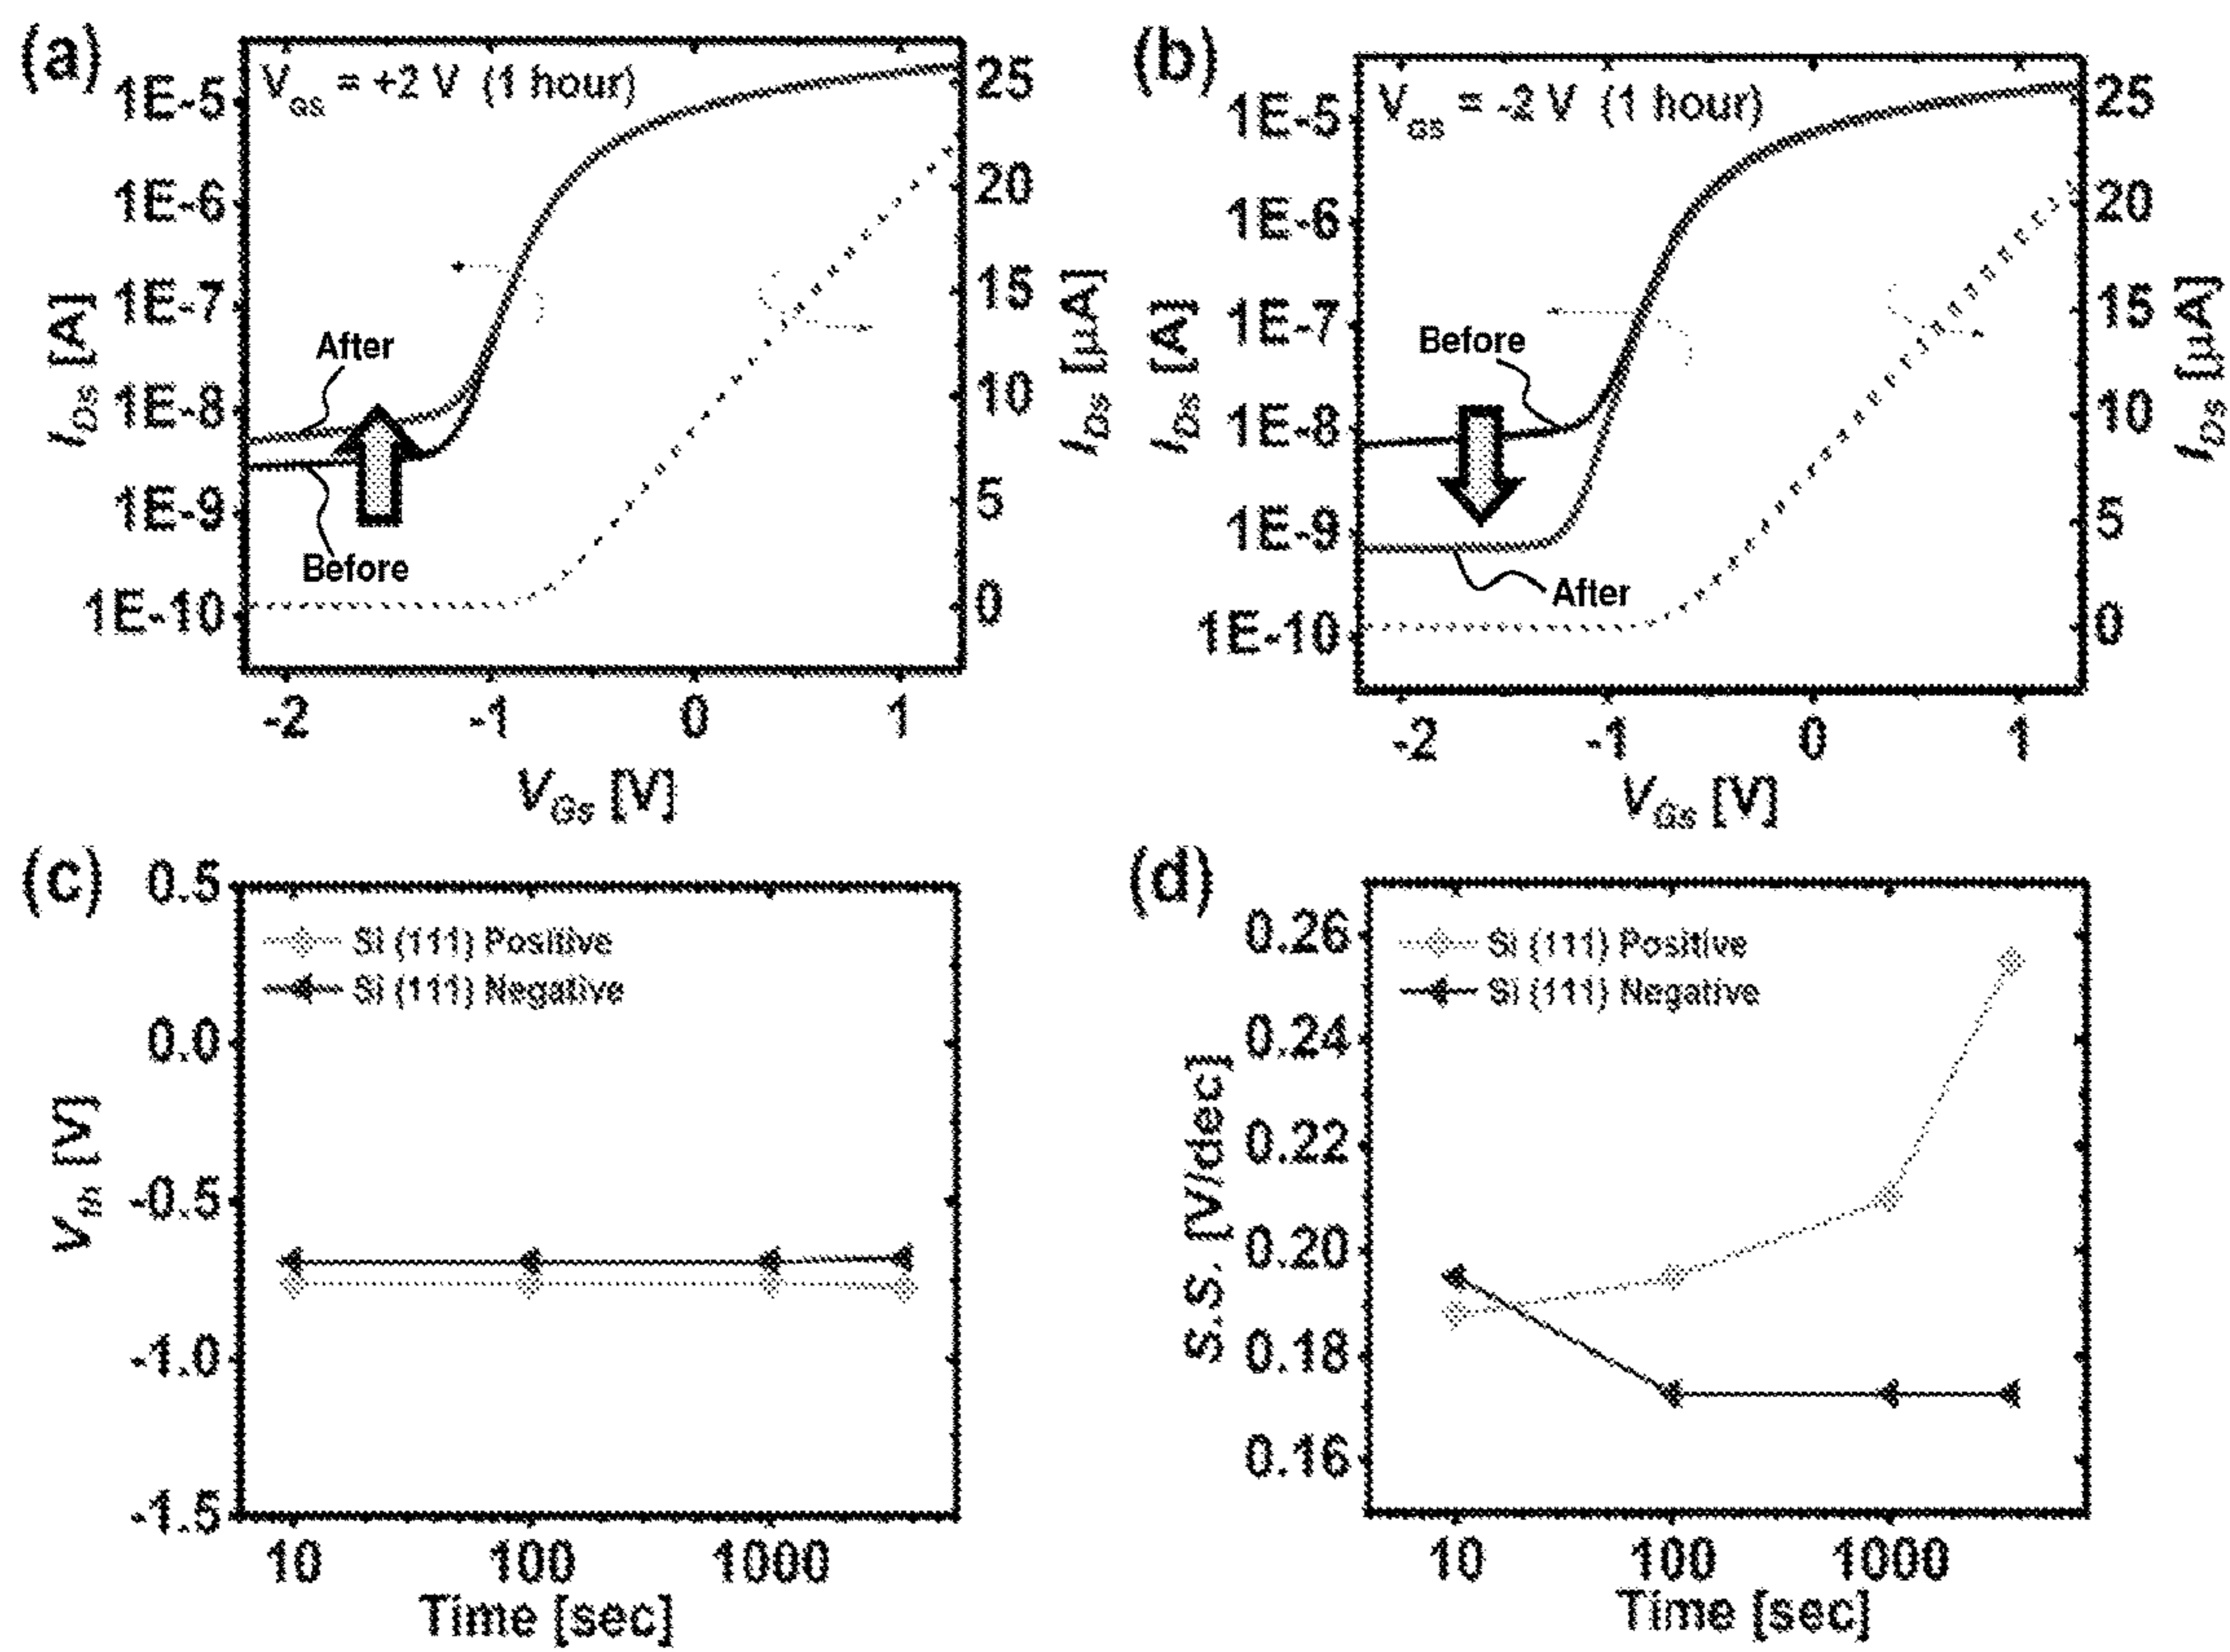 (a)
V_GS = +2 V (1 hour)
1E-5
1E-6
1E-7
1E-8
1E-9
1E-10
I_DS [A]
After
Before
25
20
15
10
5
0
I_DS [µA]
-2 -1 0 1
V_GS [V]
(b)
V_GS = -2 V (1 hour)
1E-5
1E-6
1E-7
1E-8
1E-9
1E-10
I_DS [A]
Before
After
25
20
15
10
5
0
I_DS [µA]
-2 -1 0 1
V_GS [V]
(c)
0.5
0.0
-0.5
-1.0
-1.5
V_th [V]
Si (111) Positive
Si (111) Negative
10 100 1000
Time [sec]
(d)
0.26
0.24
0.22
0.20
0.18
0.16
S.S. [V/dec]
Si (111) Positive
Si (111) Negative
10 100 1000
Time [sec]